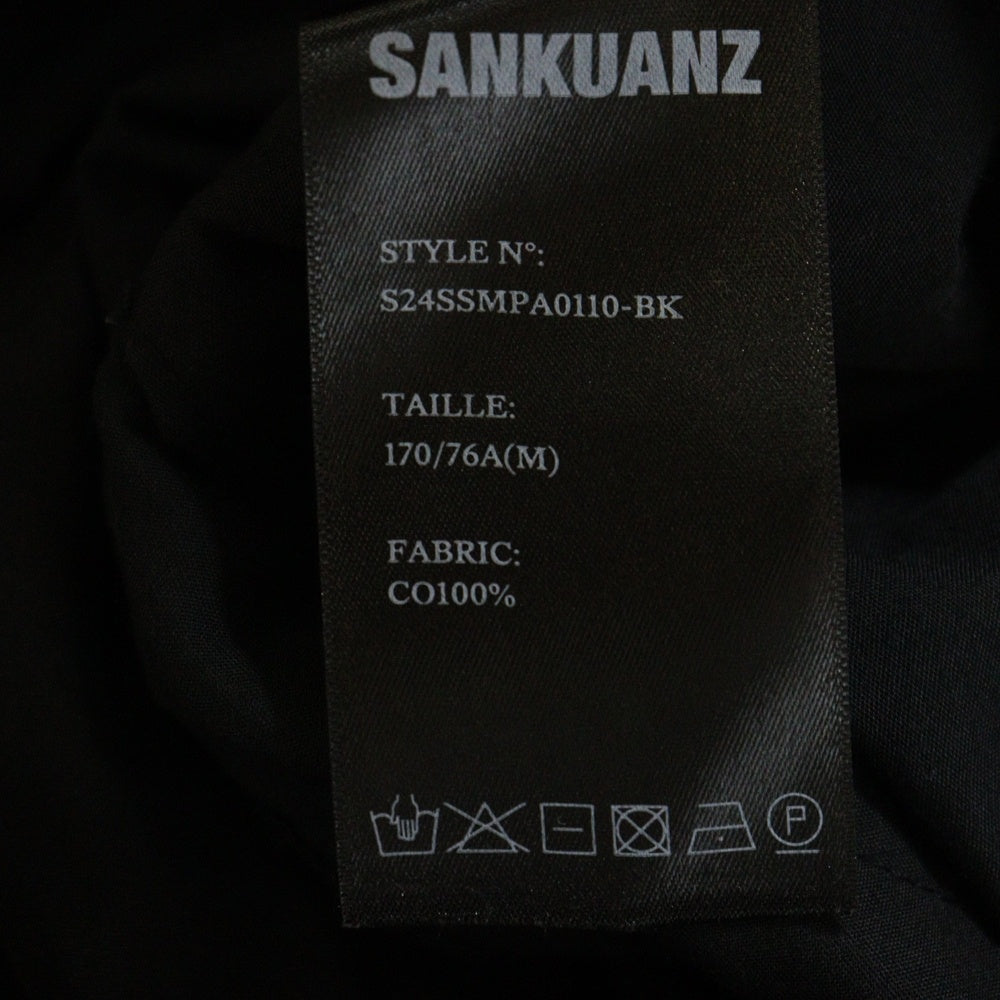 SANKUANZ
STYLE N°:
S24SSMPA0110-BK
TAILLE:
170/76A(M)
FABRIC:
CO100%
P